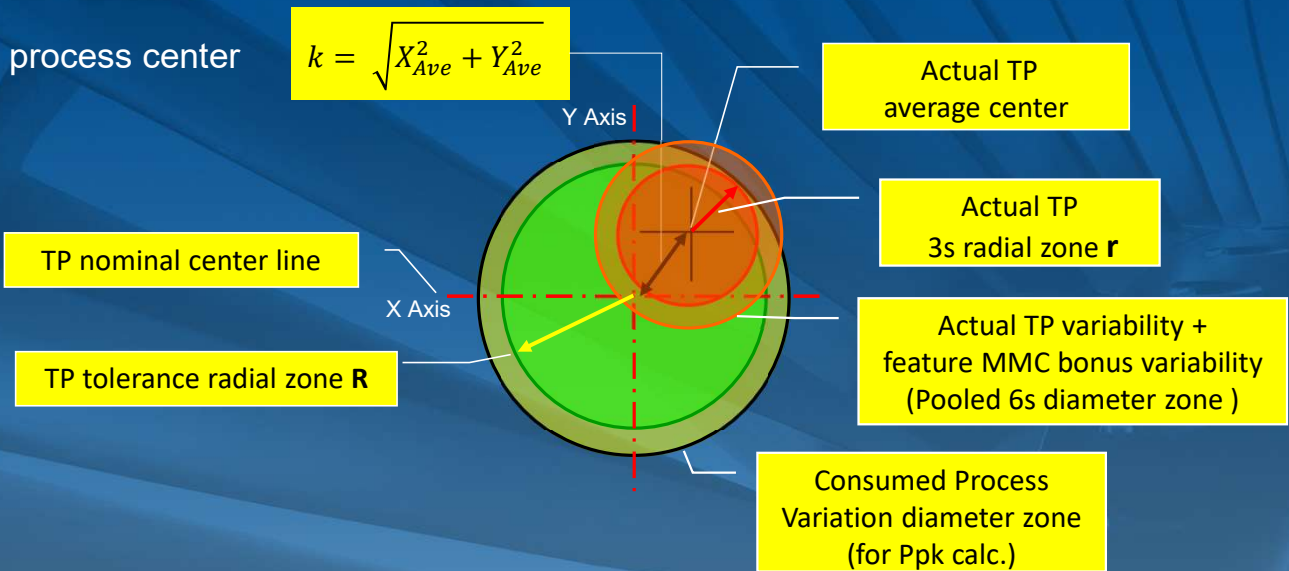 process center
k = √X²Ave + Y²Ave
Actual TP
average center
Y Axis
Actual TP
3s radial zone r
TP nominal center line
X Axis
Actual TP variability +
feature MMC bonus variability
(Pooled 6s diameter zone )
TP tolerance radial zone R
Consumed Process
Variation diameter zone
(for Ppk calc.)